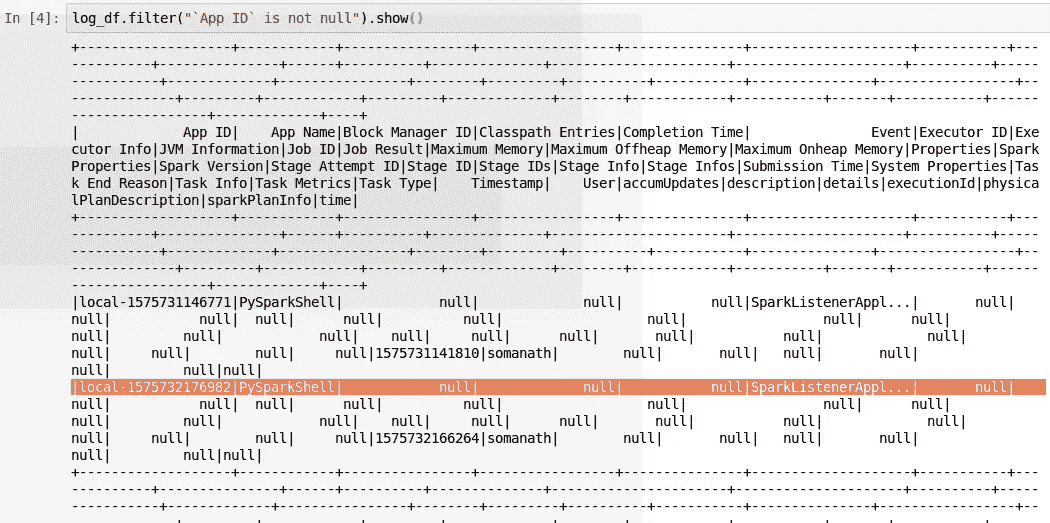 In [4]: log_df.filter("`App ID` is not null").show()
+-------------------+------------+----------------+-----------------+---------------+--------------------+-----------+---
----------+---------------+------+----------+--------------+----------------------+---------------------+----------+------
----------+-------------+----------------+--------+---------+----------+-----------+---------------+-----------------+---
------------+---------+------------+---------+-------------+--------+------------+-----------+-------+-----------+-------
----------------+-------------+----+
|             App ID|    App Name|Block Manager ID|Classpath Entries|Completion Time|               Event|Executor ID|Exe
cutor Info|JVM Information|Job ID|Job Result|Maximum Memory|Maximum Offheap Memory|Maximum Onheap Memory|Properties|Spark
Properties|Spark Version|Stage Attempt ID|Stage ID|Stage IDs|Stage Info|Stage Infos|Submission Time|System Properties|Tas
k End Reason|Task Info|Task Metrics|Task Type|    Timestamp|    User|accumUpdates|description|details|executionId|physica
lPlanDescription|sparkPlanInfo|time|
+-------------------+------------+----------------+-----------------+---------------+--------------------+-----------+---
----------+---------------+------+----------+--------------+----------------------+---------------------+----------+------
----------+-------------+----------------+--------+---------+----------+-----------+---------------+-----------------+---
------------+---------+------------+---------+-------------+--------+------------+-----------+-------+-----------+-------
----------------+-------------+----+
|local-1575731146771|PySparkShell|            null|             null|           null|SparkListenerAppl...|       null|
null|           null|  null|      null|          null|                  null|                 null|      null|
null|         null|            null|    null|     null|      null|       null|           null|             null|
null|     null|        null|     null|1575731141810|somanath|        null|       null|   null|       null|
null|         null|null|
|local-1575732176982|PySparkShell|            null|             null|           null|SparkListenerAppl...|       null|
null|           null|  null|      null|          null|                  null|                 null|      null|
null|         null|            null|    null|     null|      null|       null|           null|             null|
null|     null|        null|     null|1575732166264|somanath|        null|       null|   null|       null|
null|         null|null|
+-------------------+------------+----------------+-----------------+---------------+--------------------+-----------+---
----------+---------------+------+----------+--------------+----------------------+---------------------+----------+------
----------+-------------+----------------+--------+---------+----------+-----------+---------------+-----------------+---